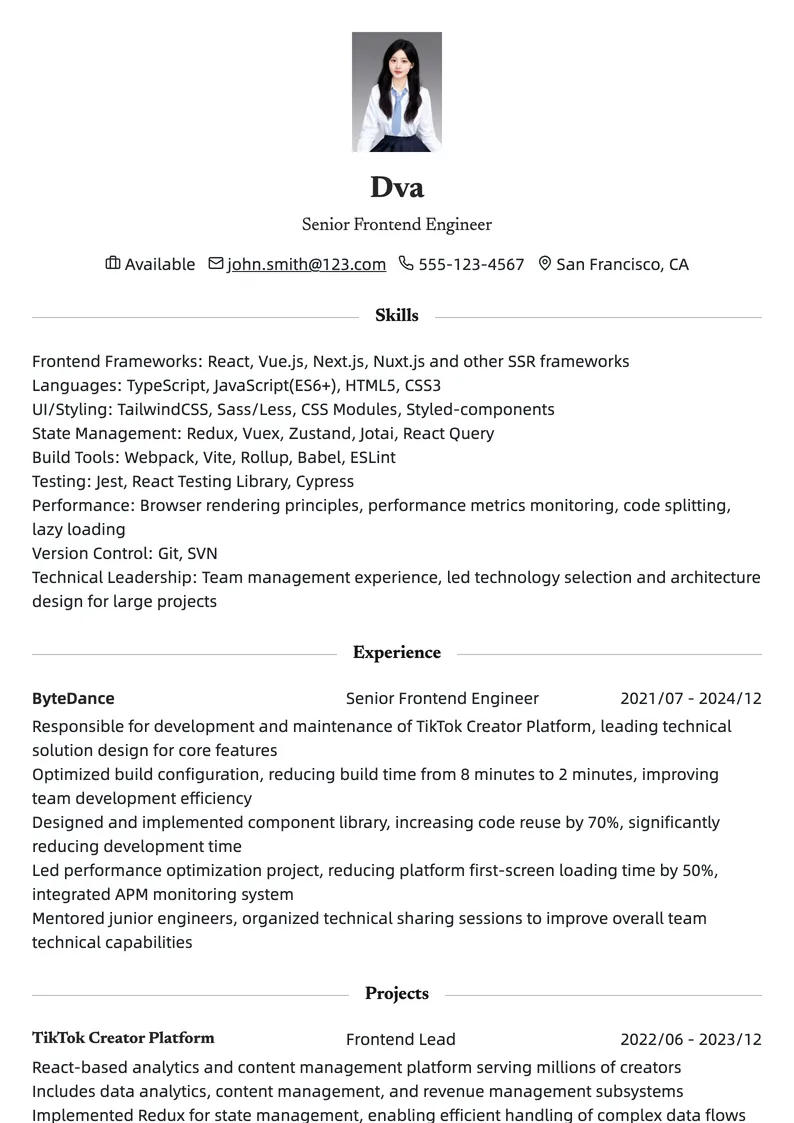 Dva
Senior Frontend Engineer
Available john.smith@123.com 555-123-4567 San Francisco, CA
Skills
Frontend Frameworks: React, Vue.js, Next.js, Nuxt.js and other SSR frameworks
Languages: TypeScript, JavaScript(ES6+), HTML5, CSS3
UI/Styling: TailwindCSS, Sass/Less, CSS Modules, Styled-components
State Management: Redux, Vuex, Zustand, Jotai, React Query
Build Tools: Webpack, Vite, Rollup, Babel, ESLint
Testing: Jest, React Testing Library, Cypress
Performance: Browser rendering principles, performance metrics monitoring, code splitting,
lazy loading
Version Control: Git, SVN
Technical Leadership: Team management experience, led technology selection and architecture
design for large projects
Experience
ByteDance Senior Frontend Engineer 2021/07 - 2024/12
Responsible for development and maintenance of TikTok Creator Platform, leading technical
solution design for core features
Optimized build configuration, reducing build time from 8 minutes to 2 minutes, improving
team development efficiency
Designed and implemented component library, increasing code reuse by 70%, significantly
reducing development time
Led performance optimization project, reducing platform first-screen loading time by 50%,
integrated APM monitoring system
Mentored junior engineers, organized technical sharing sessions to improve overall team
technical capabilities
Projects
TikTok Creator Platform Frontend Lead 2022/06 - 2023/12
React-based analytics and content management platform serving millions of creators
Includes data analytics, content management, and revenue management subsystems
Implemented Redux for state management, enabling efficient handling of complex data flows